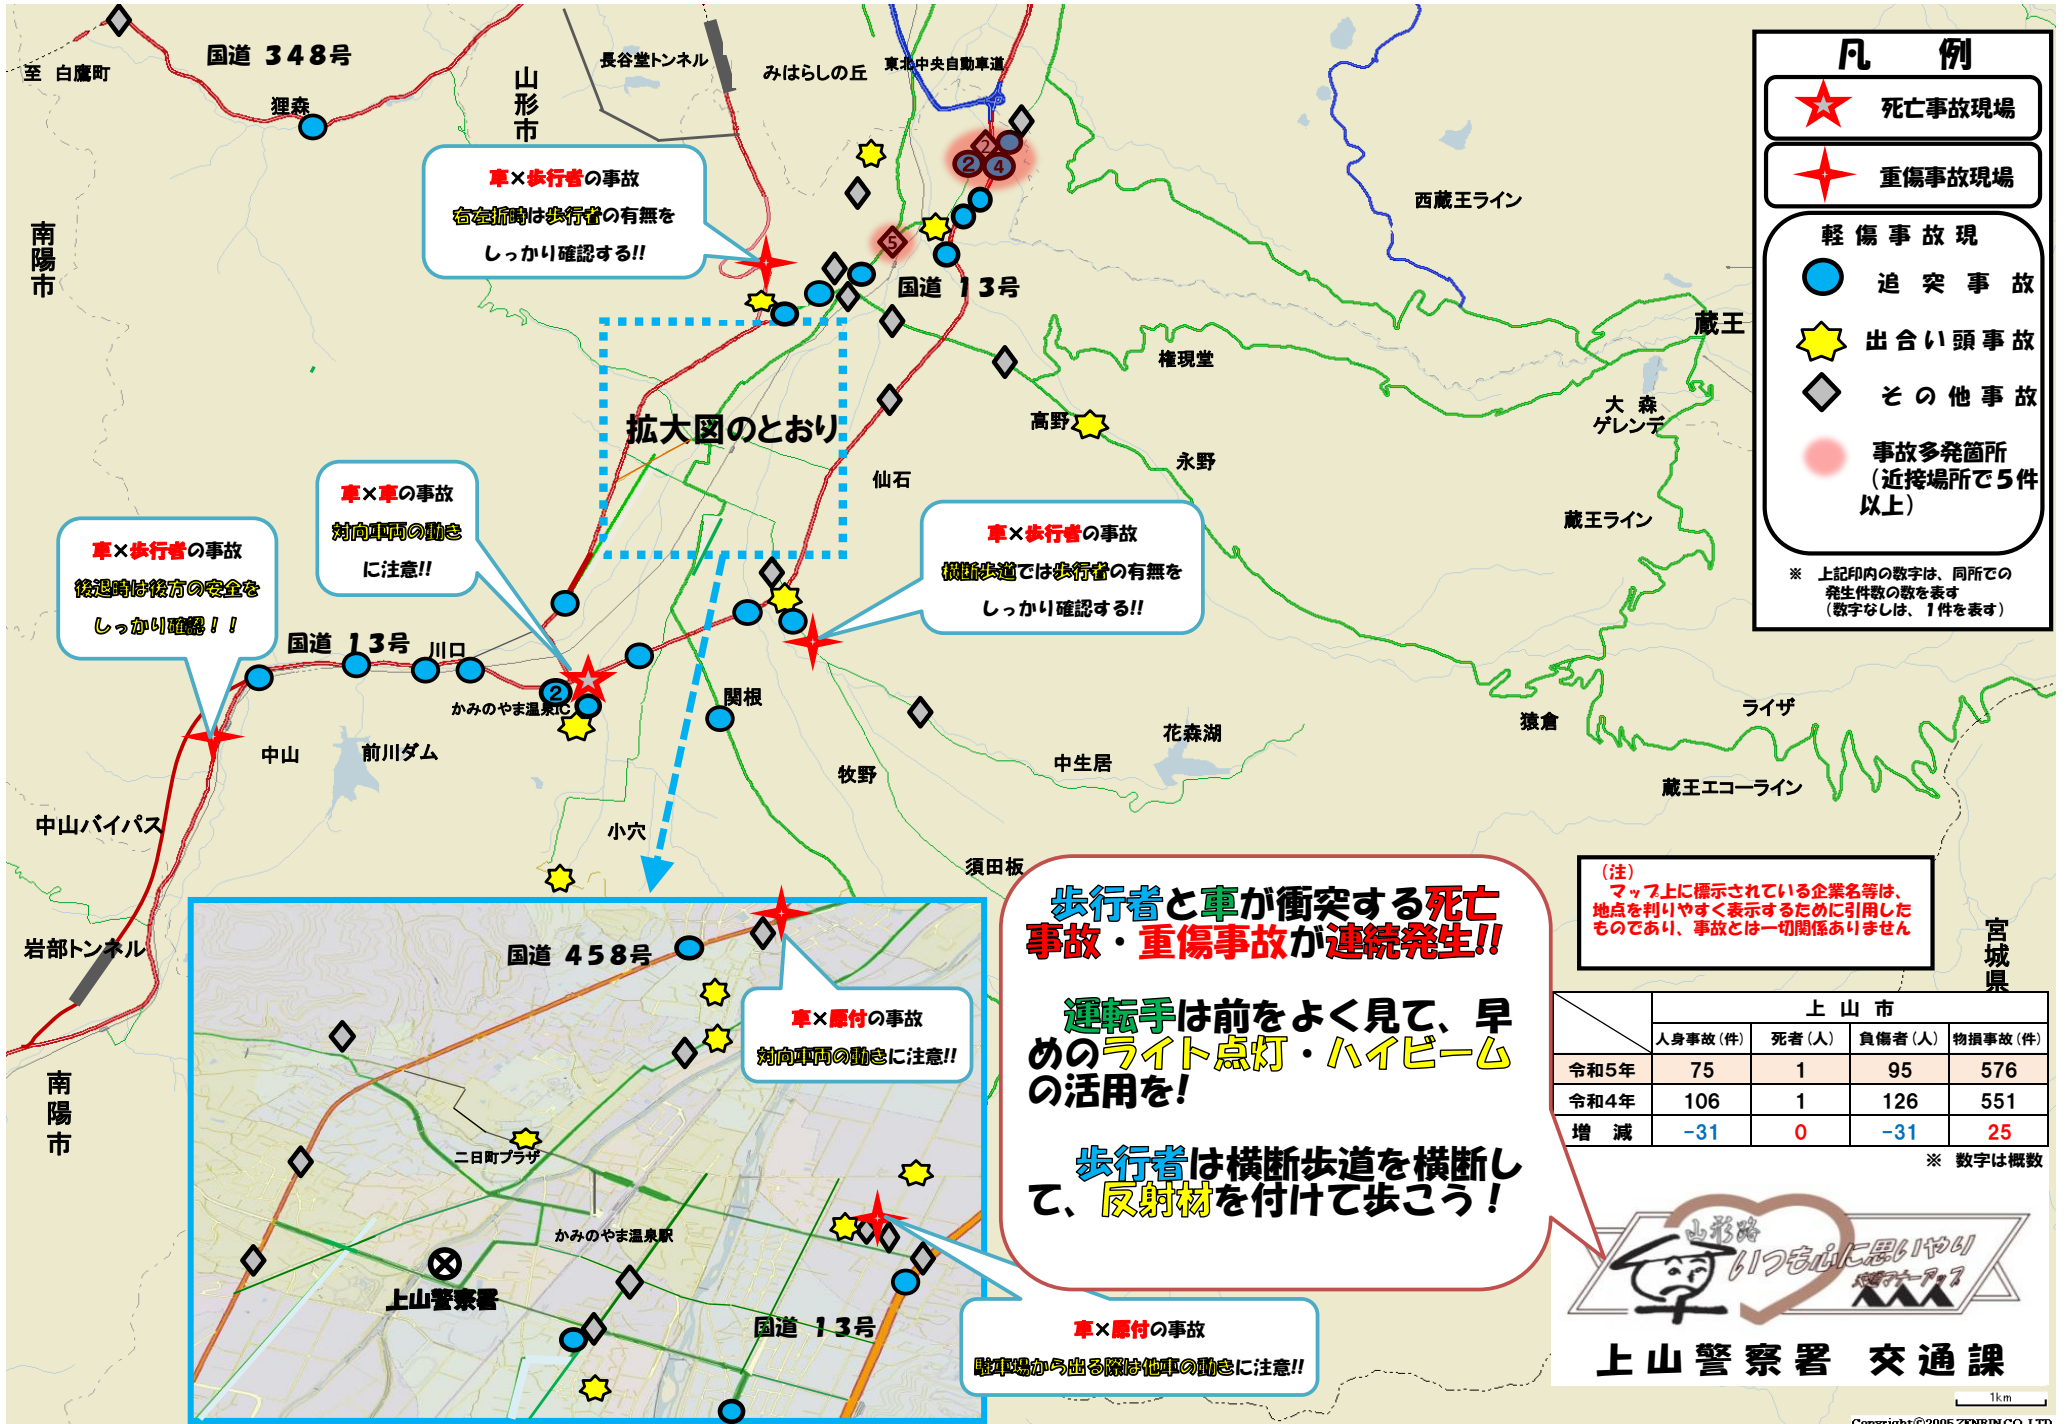 国道 348号
至 白鷹町
狸森
山形市
長谷堂トンネル
みはらしの丘
東北中央自動車道
南陽市
車×歩行者の事故
右左折時は歩行者の有無を
しっかり確認する!!
2
2
4
5
国道 13号
西蔵王ライン
蔵王
権現堂
大 森
ゲレンデ
高野
永野
拡大図のとおり
仙石
蔵王ライン
車×車の事故
対向車両の動き
に注意!!
車×歩行者の事故
後退時は後方の安全を
しっかり確認！！
車×歩行者の事故
横断歩道では歩行者の有無を
しっかり確認する!!
国道 13号
川口
2
かみのやま温泉IC
関根
中山
前川ダム
牧野
中生居
花森湖
猿倉
ライザ
蔵王エコーライン
中山バイパス
小穴
須田板
岩部トンネル
南陽市
宮城県
国道 458号
車×原付の事故
対向車両の動きに注意!!
二日町プラザ
かみのやま温泉駅
上山警察署
国道 13号
車×原付の事故
駐車場から出る際は他車の動きに注意!!
凡 例
死亡事故現場
重傷事故現場
軽傷事故現
追 突 事 故
出合い頭事故
その他事故
事故多発箇所
（近接場所で5件
以上）
※ 上記印内の数字は、同所での
発生件数の数を表す
（数字なしは、1件を表す）
歩行者と車が衝突する死亡
事故・重傷事故が連続発生!!
運転手は前をよく見て、早
めのライト点灯・ハイビーム
の活用を!
歩行者は横断歩道を横断し
て、反射材を付けて歩こう！
（注）
マップ上に標示されている企業名等は、
地点を判りやすく表示するために引用した
ものであり、事故とは一切関係ありません
上 山 市
人身事故(件) 死者(人) 負傷者(人) 物損事故(件)
令和5年 75 1 95 576
令和4年 106 1 126 551
増 減 -31 0 -31 25
※ 数字は概数
山形路
いつも心に思いやり
交通マナーアップ
上山警察署 交通課
1km
Copyright©2005 ZENRIN CO.,LTD